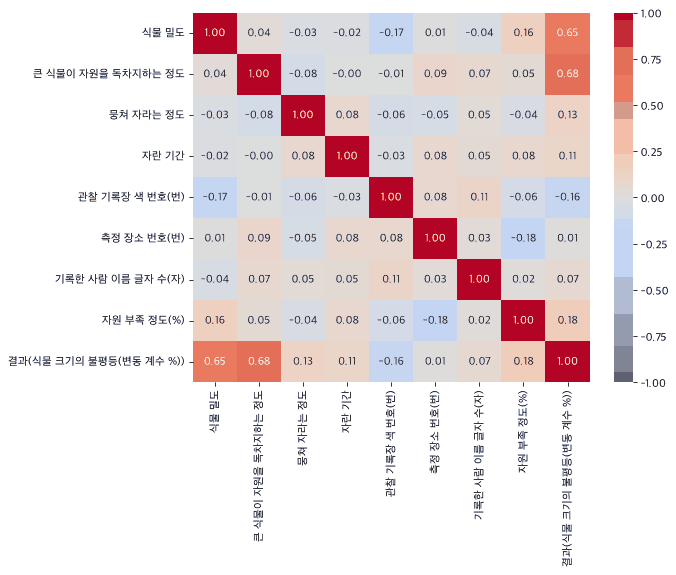 식물 밀도 1.00 0.04 -0.03 -0.02 -0.17 0.01 -0.04 0.16 0.65
큰 식물이 자원을 독차지하는 정도 0.04 1.00 -0.08 -0.00 -0.01 0.09 0.07 0.05 0.68
뭉쳐 자라는 정도 -0.03 -0.08 1.00 0.08 -0.06 -0.05 0.05 -0.04 0.13
자란 기간 -0.02 -0.00 0.08 1.00 -0.03 0.08 0.05 0.08 0.11
관찰 기록장 색 번호(번) -0.17 -0.01 -0.06 -0.03 1.00 0.08 0.11 -0.06 -0.16
측정 장소 번호(번) 0.01 0.09 -0.05 0.08 0.08 1.00 0.03 -0.18 0.01
기록한 사람 이름 글자 수(자) -0.04 0.07 0.05 0.05 0.11 0.03 1.00 0.02 0.07
자원 부족 정도(%) 0.16 0.05 -0.04 0.08 -0.06 -0.18 0.02 1.00 0.18
결과(식물 크기의 불평등(변동 계수 %)) 0.65 0.68 0.13 0.11 -0.16 0.01 0.07 0.18 1.00
식물 밀도
큰 식물이 자원을 독차지하는 정도
뭉쳐 자라는 정도
자란 기간
관찰 기록장 색 번호(번)
측정 장소 번호(번)
기록한 사람 이름 글자 수(자)
자원 부족 정도(%)
결과(식물 크기의 불평등(변동 계수 %))
1.00
0.75
0.50
0.25
0.00
-0.25
-0.50
-0.75
-1.00